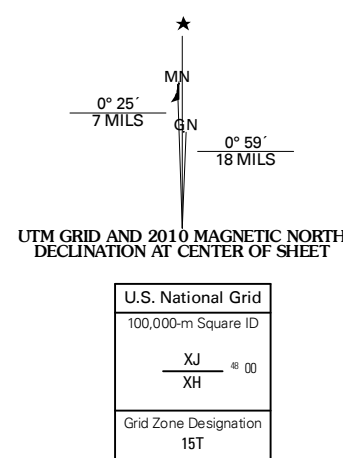 ★
MN
0° 25´
7 MILS
GN
0° 59´
18 MILS
UTM GRID AND 2010 MAGNETIC NORTH
DECLINATION AT CENTER OF SHEET
U.S. National Grid
100,000-m Square ID
XJ
48 00
XH
Grid Zone Designation
15T